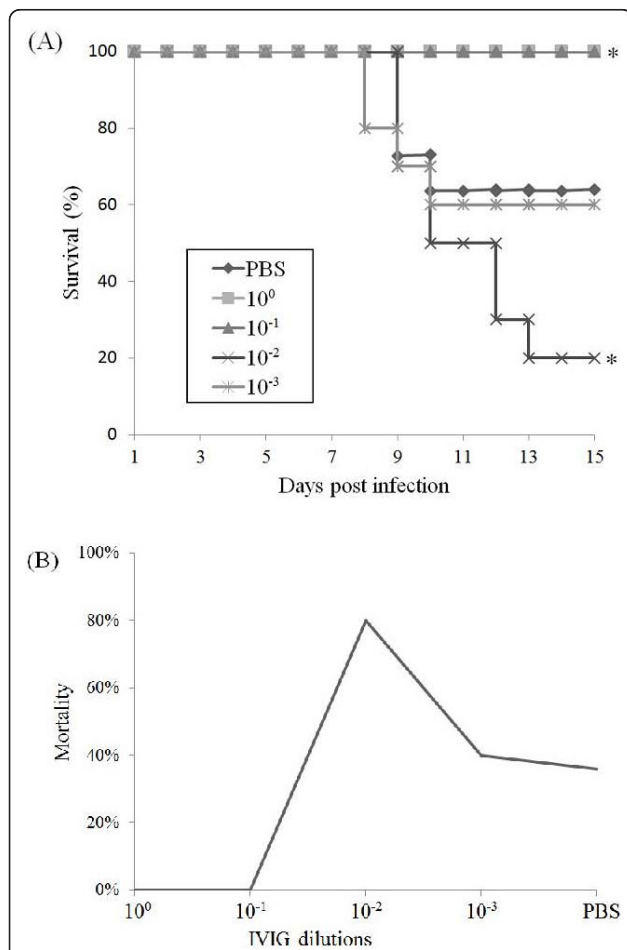 (A)
100
*
80
60
40
20
*
0
Survival (%)
PBS
10⁰
10⁻¹
10⁻²
10⁻³
1 3 5 7 9 11 13 15
Days post infection
(B)
100%
80%
60%
40%
20%
0%
Mortality
10⁰ 10⁻¹ 10⁻² 10⁻³ PBS
IVIG dilutions